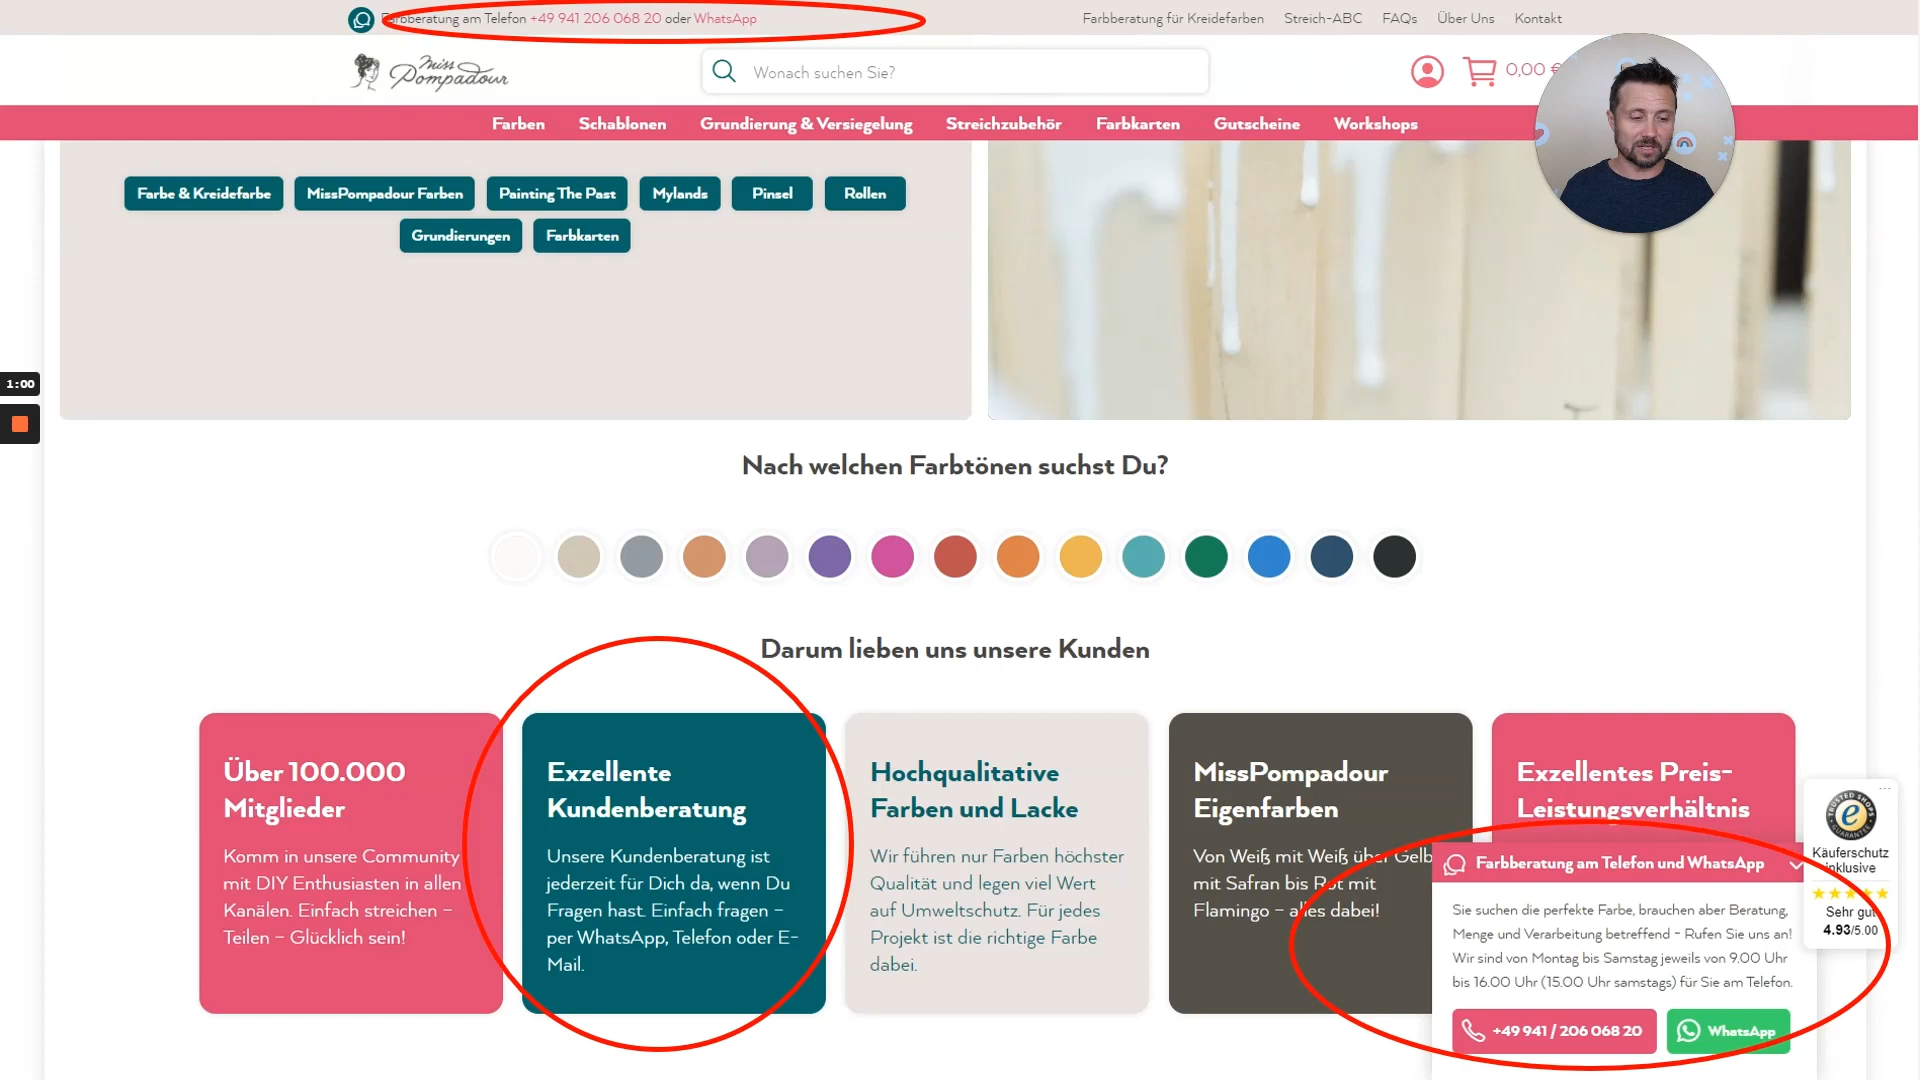 Farbberatung am Telefon +49 941 206 068 20 oder WhatsApp
Farbberatung für Kreidefarben Streich-ABC FAQs Über Uns Kontakt
Miss Pompadour
Wonach suchen Sie?
0,00 €
Farben Schablonen Grundierung & Versiegelung Streichzubehör Farbkarten Gutscheine Workshops
Farbe & Kreidefarbe MissPompadour Farben Painting The Past Mylands Pinsel Rollen
Grundierungen Farbkarten
1:00
Nach welchen Farbtönen suchst Du?
Darum lieben uns unsere Kunden
Über 100.000
Mitglieder
Komm in unsere Community
mit DIY Enthusiasten in allen
Kanälen. Einfach streichen –
Teilen – Glücklich sein!
Exzellente
Kundenberatung
Unsere Kundenberatung ist
jederzeit für Dich da, wenn Du
Fragen hast. Einfach fragen –
per WhatsApp, Telefon oder E-
Mail.
Hochqualitative
Farben und Lacke
Wir führen nur Farben höchster
Qualität und legen viel Wert
auf Umweltschutz. Für jedes
Projekt ist die richtige Farbe
dabei.
MissPompadour
Eigenfarben
Von Weiß mit Weiß über Gelb
mit Safran bis Rot mit
Flamingo – alles dabei!
Exzellentes Preis-
Leistungsverhältnis
Farbberatung am Telefon und WhatsApp
Sie suchen die perfekte Farbe, brauchen aber Beratung,
Menge und Verarbeitung betreffend – Rufen Sie uns an!
Wir sind von Montag bis Samstag jeweils von 9.00 Uhr
bis 16.00 Uhr (15.00 Uhr samstags) für Sie am Telefon.
+49 941 / 206 068 20 WhatsApp
TRUSTED SHOPS
e
GUARANTEE
Käuferschutz
inklusive
Sehr gut
4.93/5.00